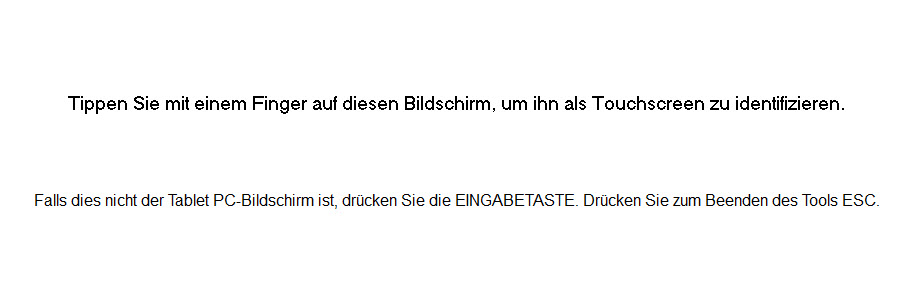 Tippen Sie mit einem Finger auf diesen Bildschirm, um ihn als Touchscreen zu identifizieren.
Falls dies nicht der Tablet PC-Bildschirm ist, drücken Sie die EINGABETASTE. Drücken Sie zum Beenden des Tools ESC.